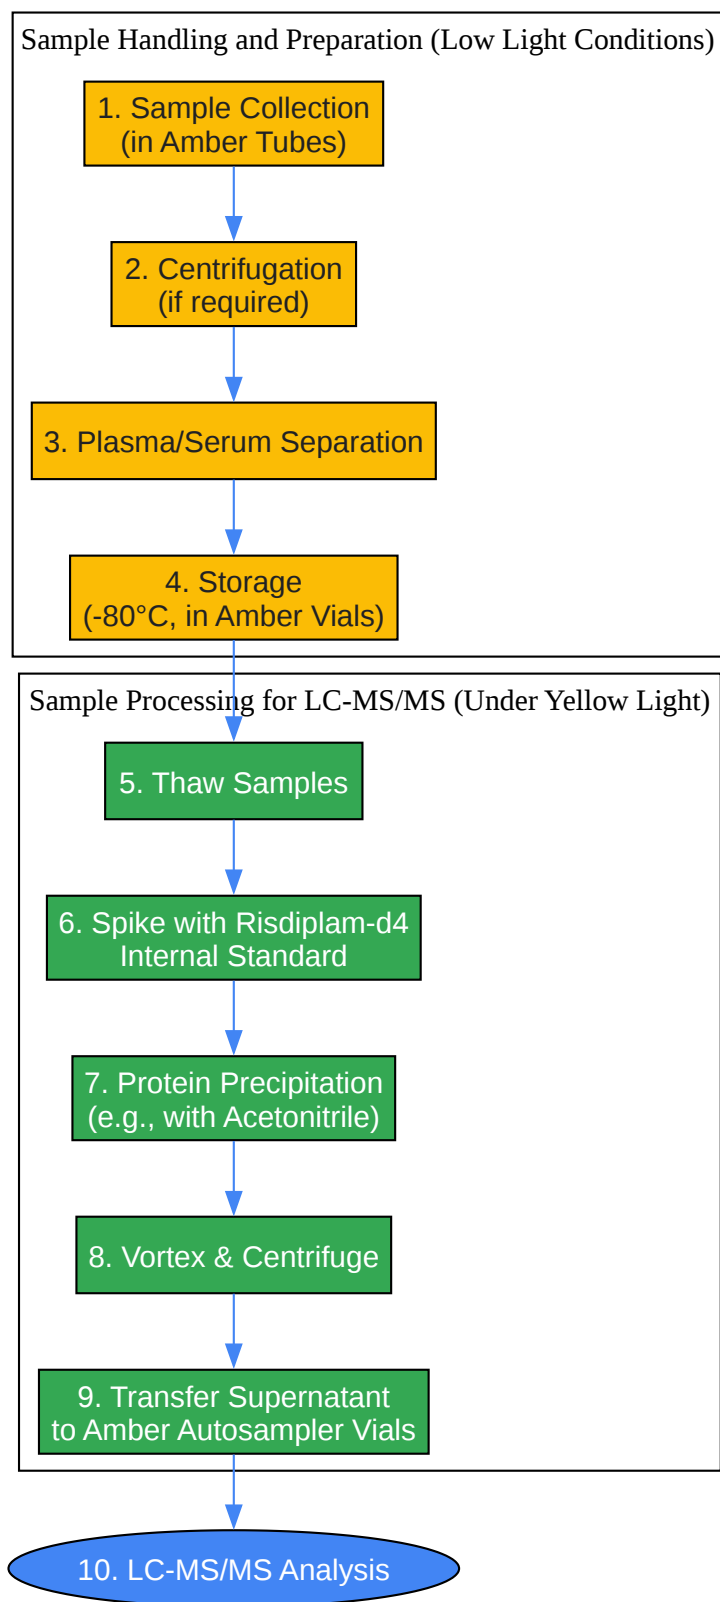 Sample Handling and Preparation (Low Light Conditions)
1. Sample Collection
(in Amber Tubes)
2. Centrifugation
(if required)
3. Plasma/Serum Separation
4. Storage
(-80°C, in Amber Vials)
Sample Processing for LC-MS/MS (Under Yellow Light)
5. Thaw Samples
6. Spike with Risdiplam-d4
Internal Standard
7. Protein Precipitation
(e.g., with Acetonitrile)
8. Vortex & Centrifuge
9. Transfer Supernatant
to Amber Autosampler Vials
10. LC-MS/MS Analysis